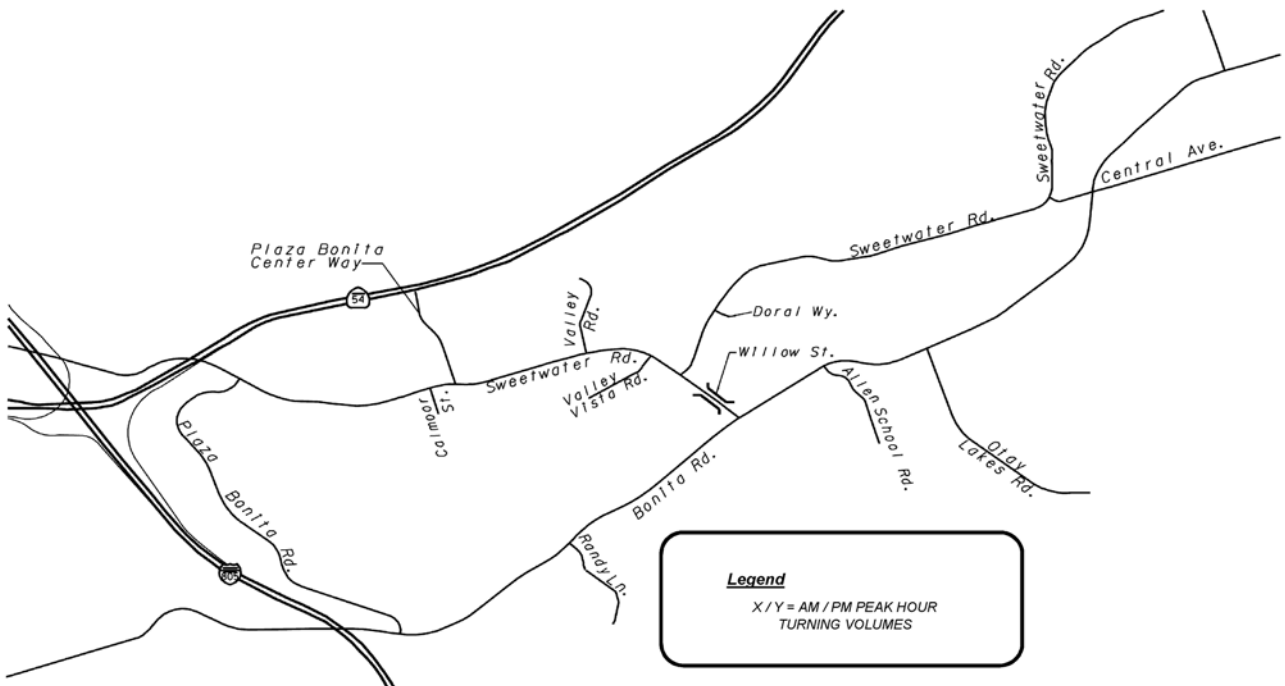 Sweetwater Rd.
Central Ave.
Sweetwater Rd.
Plaza Bonita
Center Way
54
Valley
Rd.
Doral Wy.
Willow St.
Sweetwater Rd.
Valley
Vista Rd.
Calmoor
St.
Allen School Rd.
Otay
Lakes Rd.
Plaza
Bonita
Rd.
Bonita Rd.
Randy Ln.
805
Legend
X / Y = AM / PM PEAK HOUR
TURNING VOLUMES